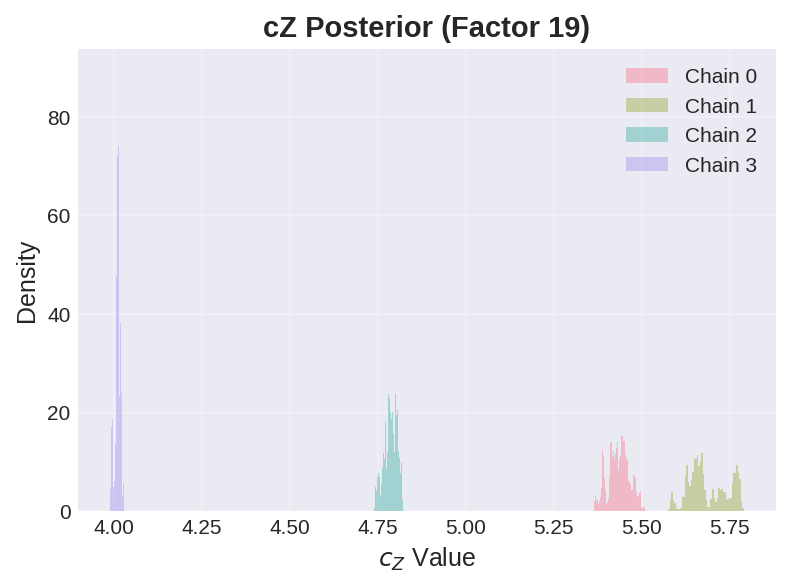 cZ Posterior (Factor 19)
Chain 0
Chain 1
Chain 2
Chain 3
80
60
40
20
0
Density
4.00 4.25 4.50 4.75 5.00 5.25 5.50 5.75
c_Z Value